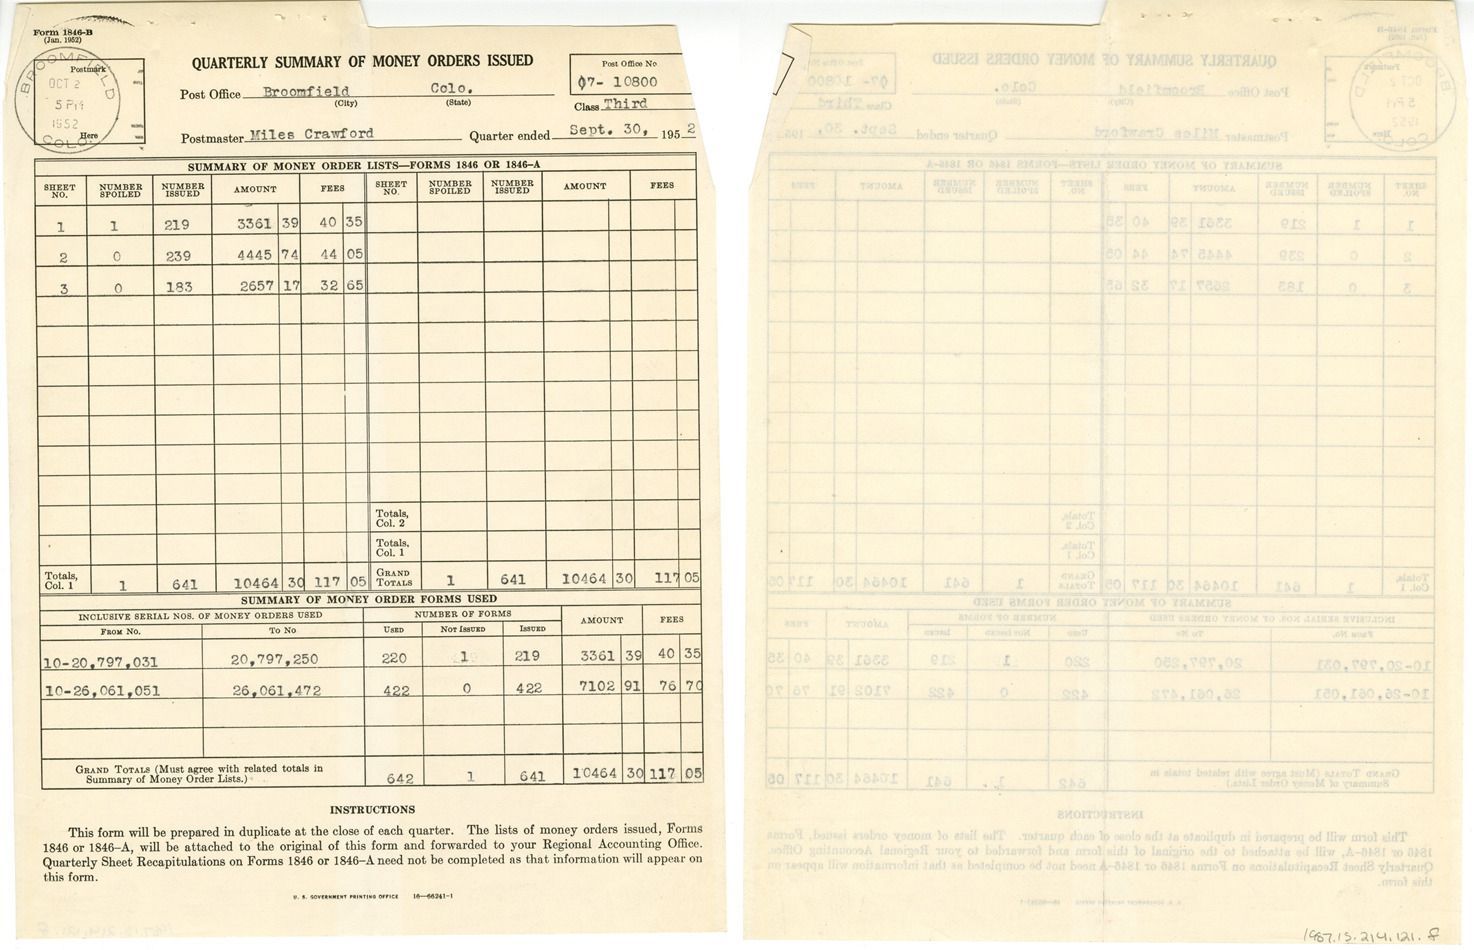 Form 1846-B
(Jan. 1952)
Postmark
Here
BROOMFIELD
OCT 2
5 PM
1952
COLO.
QUARTERLY SUMMARY OF MONEY ORDERS ISSUED
Post Office No
07- 10800
Post Office Broomfield Colo.
(City) (State)
Class Third
Postmaster Miles Crawford Quarter ended Sept. 30, 1952
SUMMARY OF MONEY ORDER LISTS—FORMS 1846 OR 1846-A
SHEET NO. NUMBER SPOILED NUMBER ISSUED AMOUNT FEES SHEET NO. NUMBER SPOILED NUMBER ISSUED AMOUNT FEES
1 1 219 3361 39 40 35
2 0 239 4445 74 44 05
3 0 183 2657 17 32 65
Totals, Col. 2
Totals, Col. 1
Totals, Col. 1 1 641 10464 30 117 05 GRAND TOTALS 1 641 10464 30 117 05
SUMMARY OF MONEY ORDER FORMS USED
INCLUSIVE SERIAL NOS. OF MONEY ORDERS USED NUMBER OF FORMS AMOUNT FEES
FROM NO. TO NO USED NOT ISSUED ISSUED
10-20,797,031 20,797,250 220 1 219 3361 39 40 35
10-26,061,051 26,061,472 422 0 422 7102 91 76 70
GRAND TOTALS (Must agree with related totals in
Summary of Money Order Lists.) 642 1 641 10464 30 117 05
INSTRUCTIONS
This form will be prepared in duplicate at the close of each quarter. The lists of money orders issued, Forms
1846 or 1846-A, will be attached to the original of this form and forwarded to your Regional Accounting Office.
Quarterly Sheet Recapitulations on Forms 1846 or 1846-A need not be completed as that information will appear on
this form.
U. S. GOVERNMENT PRINTING OFFICE 16—66241-1
1987.15.214.121.f